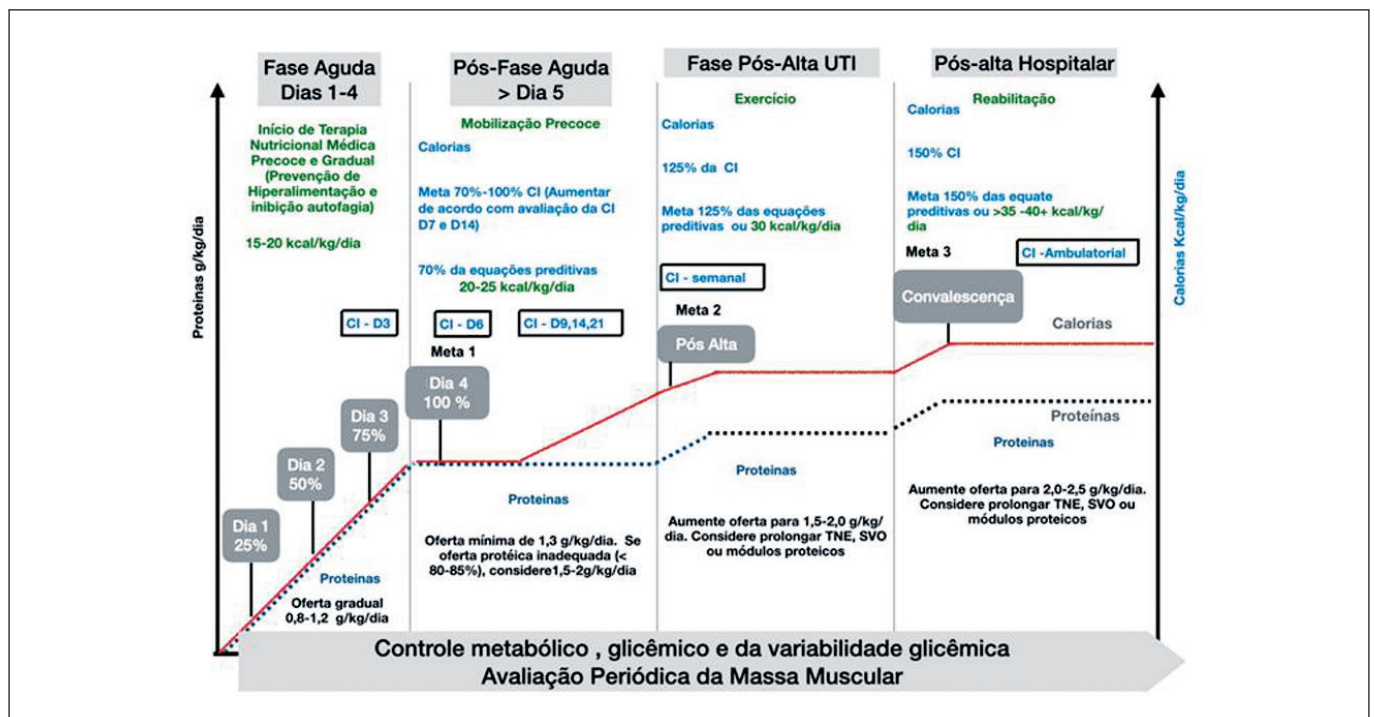 Fase Aguda
Dias 1-4
Início de Terapia
Nutricional Médica
Precoce e Gradual
(Prevenção de
Hiperalimentação e
inibição autofagia)
15-20 kcal/kg/dia
CI - D3
Pós-Fase Aguda
> Dia 5
Mobilização Precoce
Calorias
Meta 70%-100% CI (Aumentar
de acordo com avaliação da CI
D7 e D14)
70% da equações preditivas
20-25 kcal/kg/dia
CI - D6
CI - D9,14,21
Meta 1
Fase Pós-Alta UTI
Exercício
Calorias
125% da CI
Meta 125% das equações
preditivas ou 30 kcal/kg/dia
CI - semanal
Meta 2
Pós Alta
Pós-alta Hospitalar
Reabilitação
Calorias
150% CI
Meta 150% das equate
preditivas ou >35 -40+ kcal/kg/
dia
Meta 3
CI -Ambulatorial
Convalescença
Calorias
Proteínas
Proteinas g/kg/dia
Calorias Kcal/kg/dia
Dia 1
25%
Dia 2
50%
Dia 3
75%
Dia 4
100 %
Proteinas
Oferta gradual
0,8-1,2 g/kg/dia
Proteinas
Oferta mínima de 1,3 g/kg/dia. Se
oferta protéica inadequada (<
80-85%), considere1,5-2g/kg/dia
Proteinas
Aumente oferta para 1,5-2,0 g/kg/
dia. Considere prolongar TNE, SVO
ou módulos proteicos
Proteinas
Aumente oferta para 2,0-2,5 g/kg/dia.
Considere prolongar TNE, SVO ou
módulos proteicos
Controle metabólico , glicêmico e da variabilidade glicêmica
Avaliação Periódica da Massa Muscular